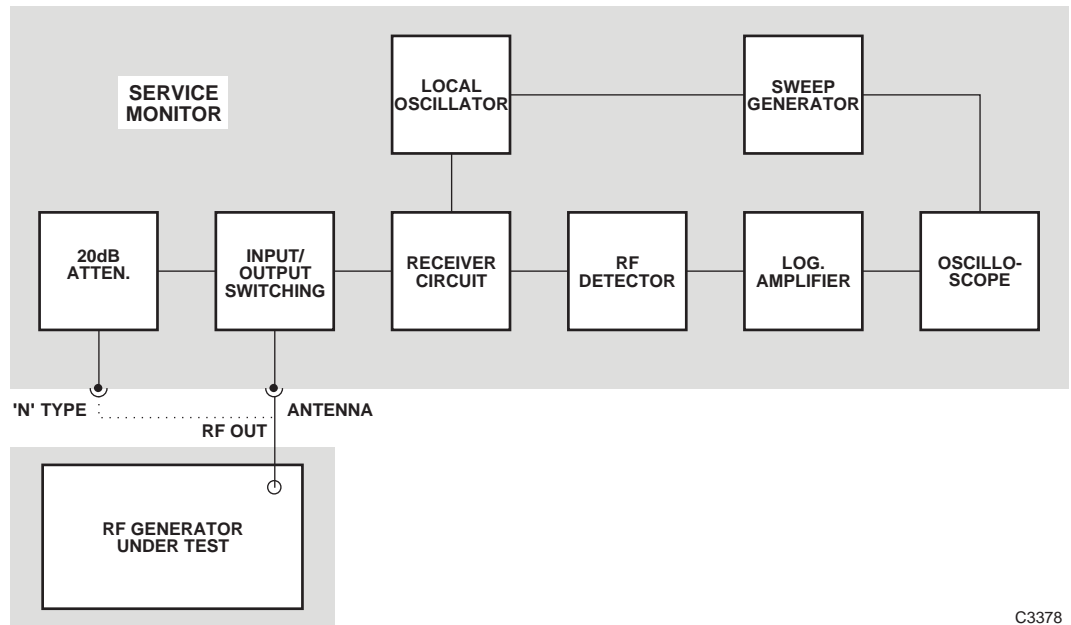 SERVICE
MONITOR
LOCAL
OSCILLATOR
SWEEP
GENERATOR
20dB
ATTEN.
INPUT/
OUTPUT
SWITCHING
RECEIVER
CIRCUIT
RF
DETECTOR
LOG.
AMPLIFIER
OSCILLO-
SCOPE
'N' TYPE
ANTENNA
RF OUT
RF GENERATOR
UNDER TEST
C3378